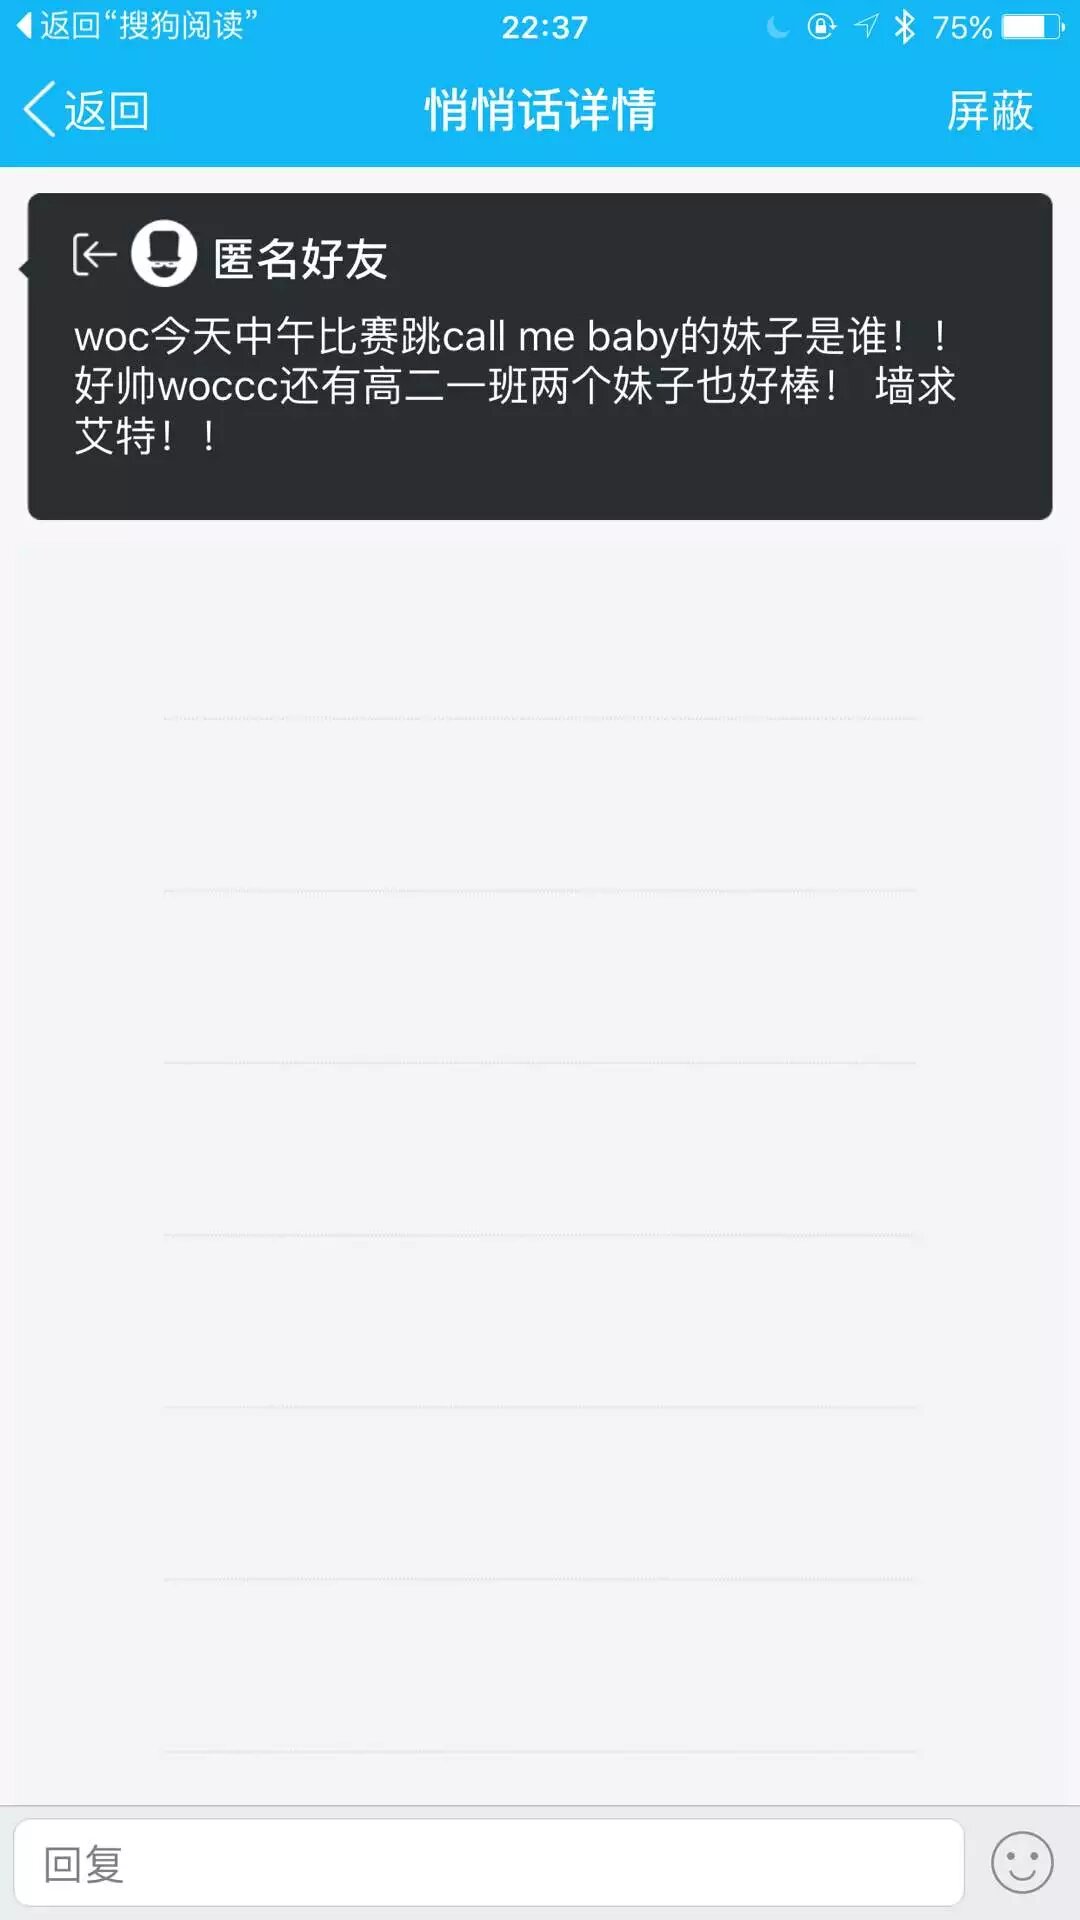 返回“搜狗阅读”
22:37
75%
返回
悄悄话详情
屏蔽
匿名好友
woc今天中午比赛跳call me baby的妹子是谁！！
好帅woccc还有高二一班两个妹子也好棒！ 墙求
艾特！！
回复